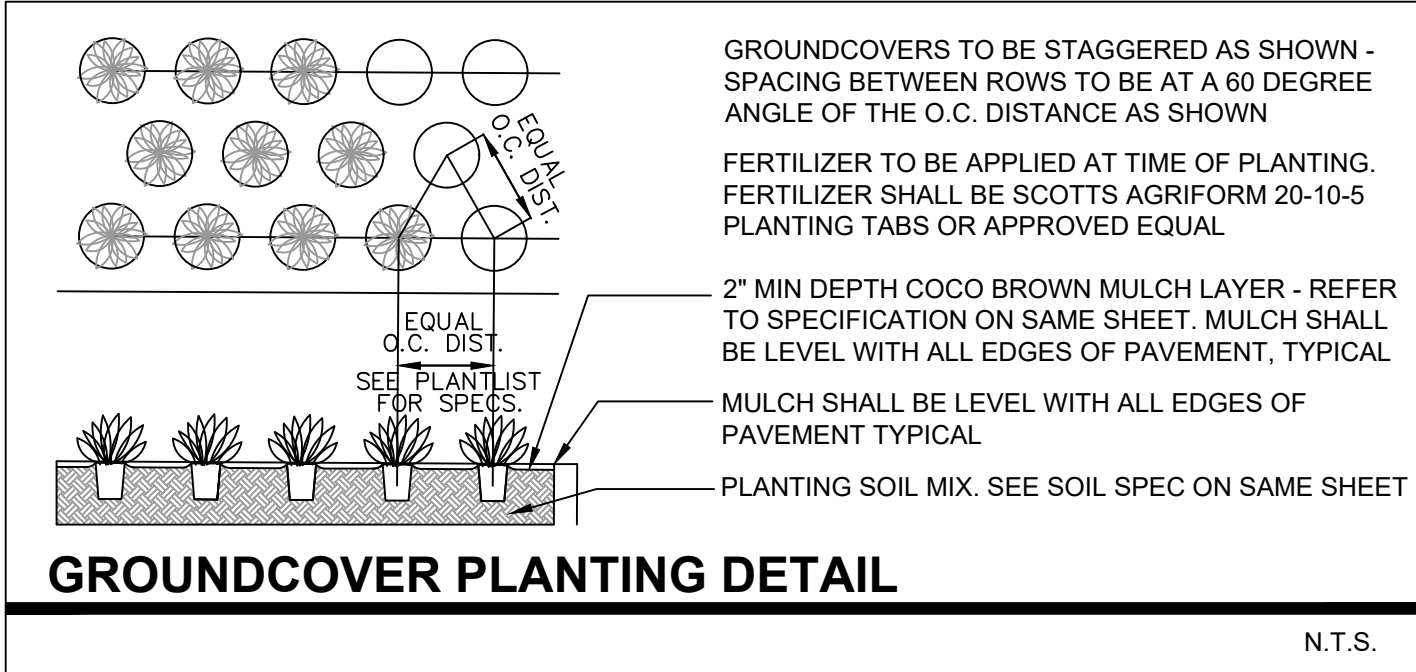 GROUNDCOVERS TO BE STAGGERED AS SHOWN -
SPACING BETWEEN ROWS TO BE AT A 60 DEGREE
ANGLE OF THE O.C. DISTANCE AS SHOWN
FERTILIZER TO BE APPLIED AT TIME OF PLANTING.
FERTILIZER SHALL BE SCOTTS AGRIFORM 20-10-5
PLANTING TABS OR APPROVED EQUAL
EQUAL
O.C. DIST.
2" MIN DEPTH COCO BROWN MULCH LAYER - REFER
TO SPECIFICATION ON SAME SHEET. MULCH SHALL
BE LEVEL WITH ALL EDGES OF PAVEMENT, TYPICAL
EQUAL
O.C. DIST.
SEE PLANTLIST
FOR SPECS.
MULCH SHALL BE LEVEL WITH ALL EDGES OF
PAVEMENT TYPICAL
PLANTING SOIL MIX. SEE SOIL SPEC ON SAME SHEET
GROUNDCOVER PLANTING DETAIL
N.T.S.